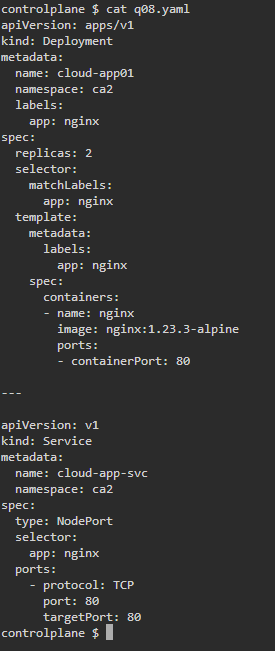 controlplane $ cat q08.yaml
apiVersion: apps/v1
kind: Deployment
metadata:
  name: cloud-app01
  namespace: ca2
  labels:
    app: nginx
spec:
  replicas: 2
  selector:
    matchLabels:
      app: nginx
  template:
    metadata:
      labels:
        app: nginx
    spec:
      containers:
      - name: nginx
        image: nginx:1.23.3-alpine
        ports:
        - containerPort: 80

---

apiVersion: v1
kind: Service
metadata:
  name: cloud-app-svc
  namespace: ca2
spec:
  type: NodePort
  selector:
    app: nginx
  ports:
    - protocol: TCP
      port: 80
      targetPort: 80
controlplane $